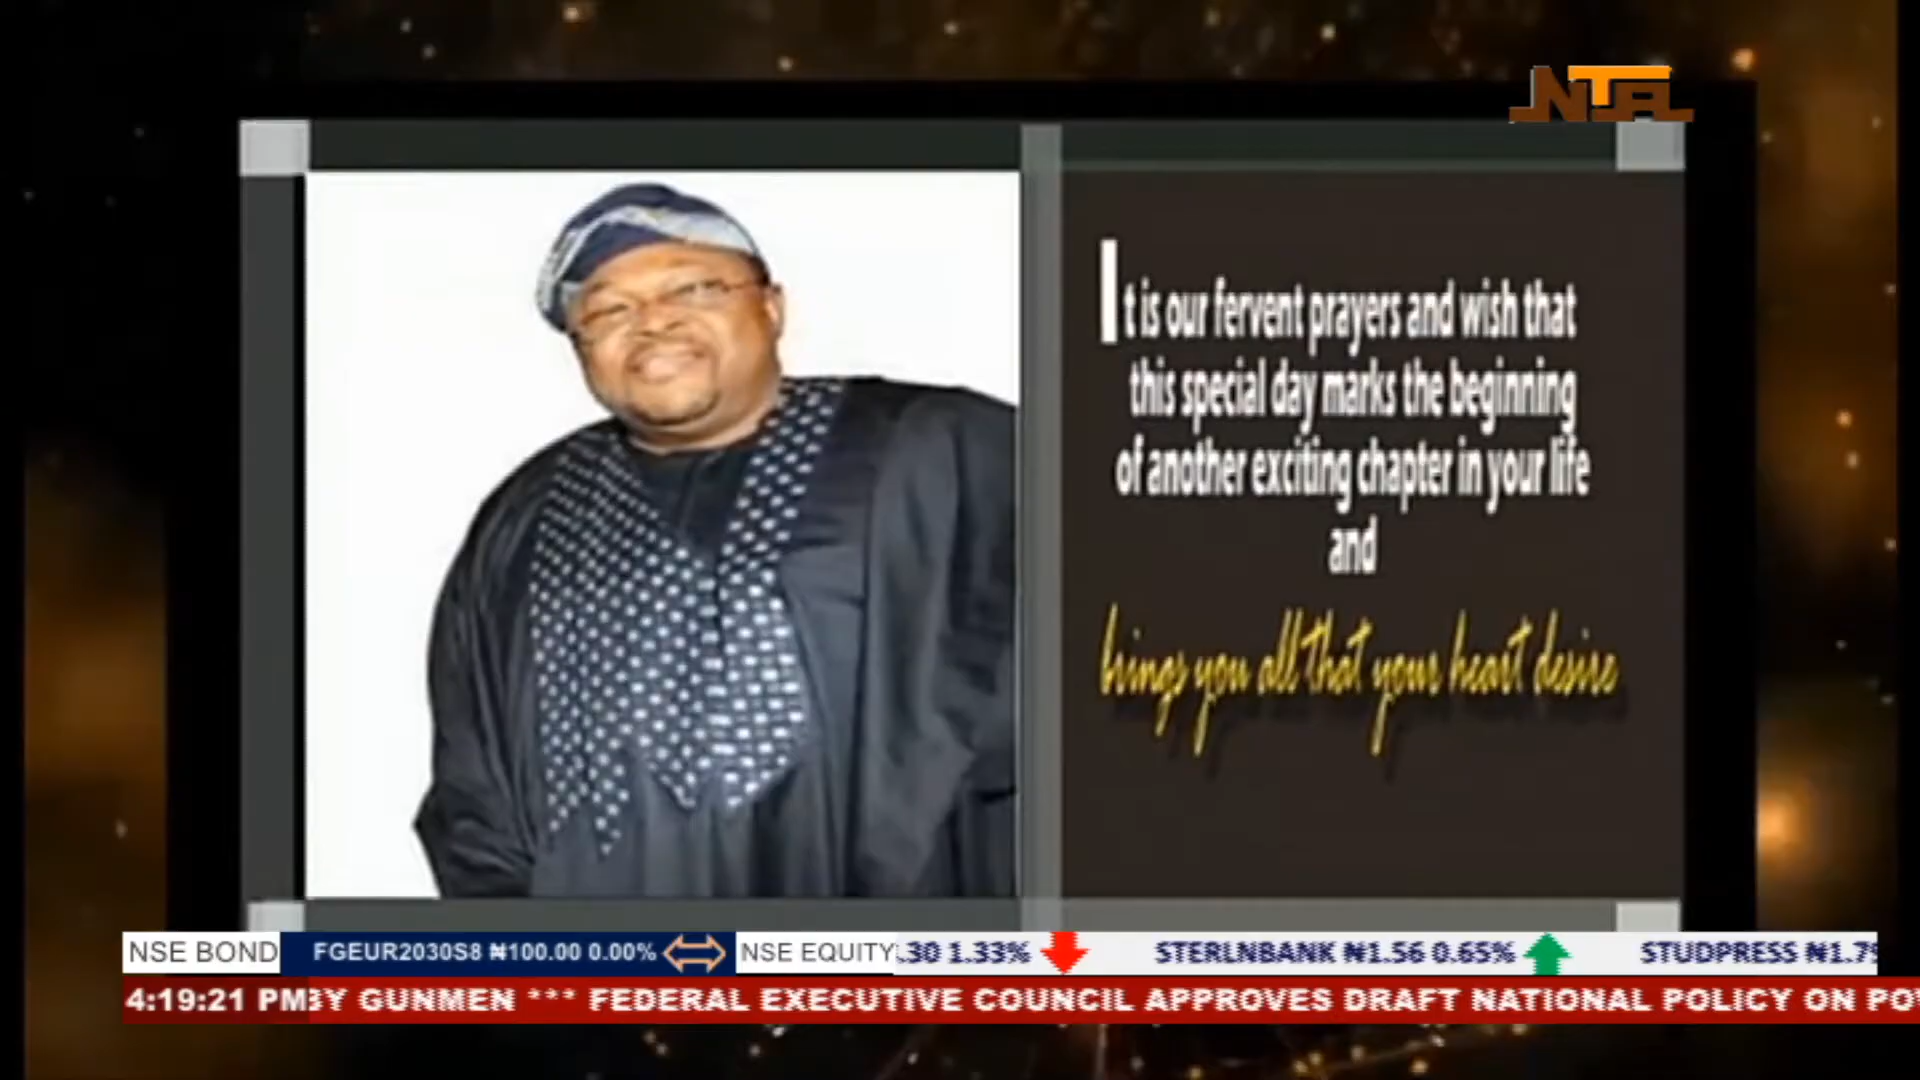 NTA
It is our fervent prayers and wish that
this special day marks the beginning
of another exciting chapter in your life
and
brings you all that your heart desire
NSE BOND FGEUR2030S8 ₦100.00 0.00% NSE EQUITY .30 1.33% STERLNBANK ₦1.56 0.65% STUDPRESS ₦1.79
4:19:21 PM BY GUNMEN *** FEDERAL EXECUTIVE COUNCIL APPROVES DRAFT NATIONAL POLICY ON